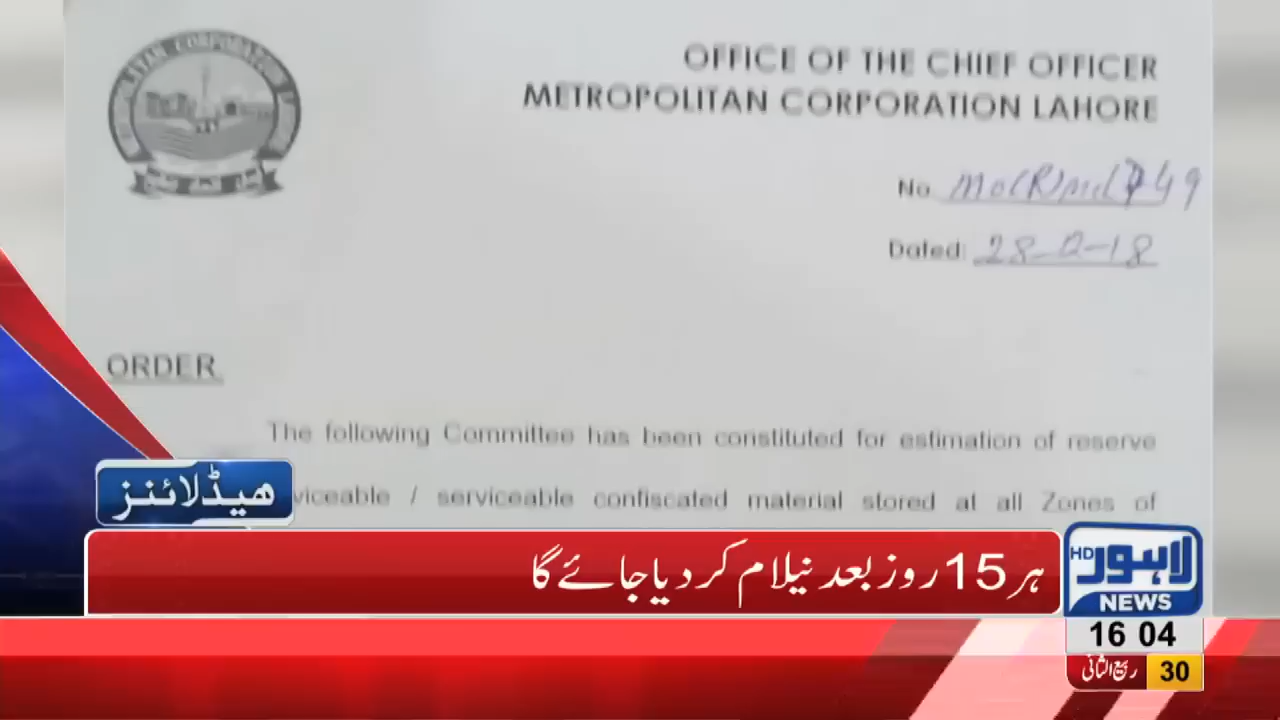 OFFICE OF THE CHIEF OFFICER
METROPOLITAN CORPORATION LAHORE
No.
Dated: 28
ORDER
The following Committee has been constituted for estimation of reserve
viceable / serviceable confiscated material stored at all Zones of
ھیڈلائنز
ہر 15 روز بعد نیلام کر دیا جائے گا
لاہور HD
NEWS
16 04
30 ربیع الثانی